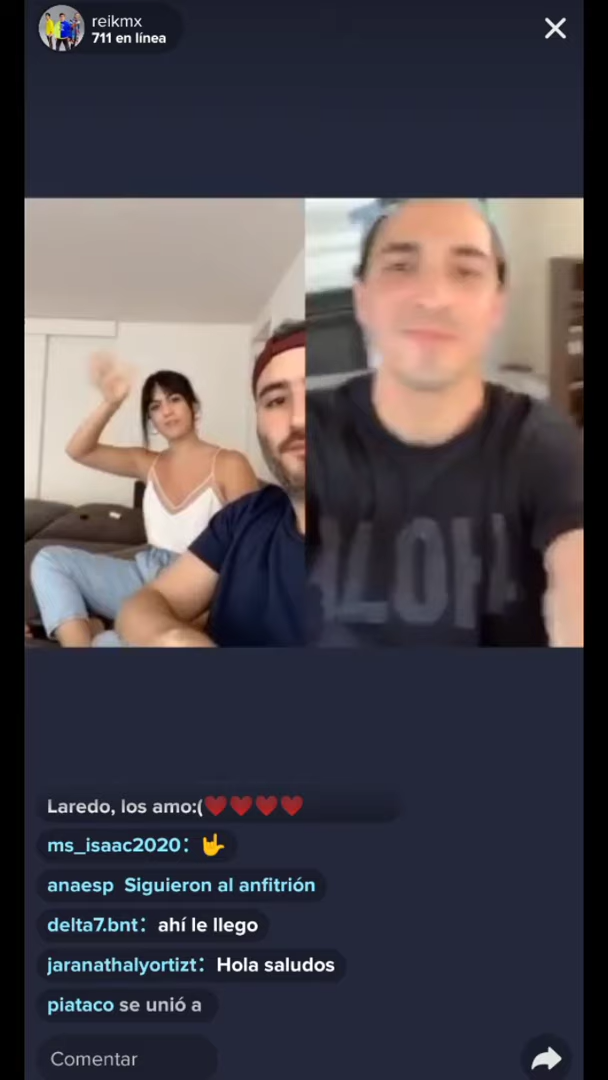 reikmx
711 en línea
ALOH
Laredo, los amo:(❤️❤️❤️❤️
ms_isaac2020: 🤟
anaesp Siguieron al anfitrión
delta7.bnt: ahí le llego
jaranathalyortizt: Hola saludos
piataco se unió a
Comentar